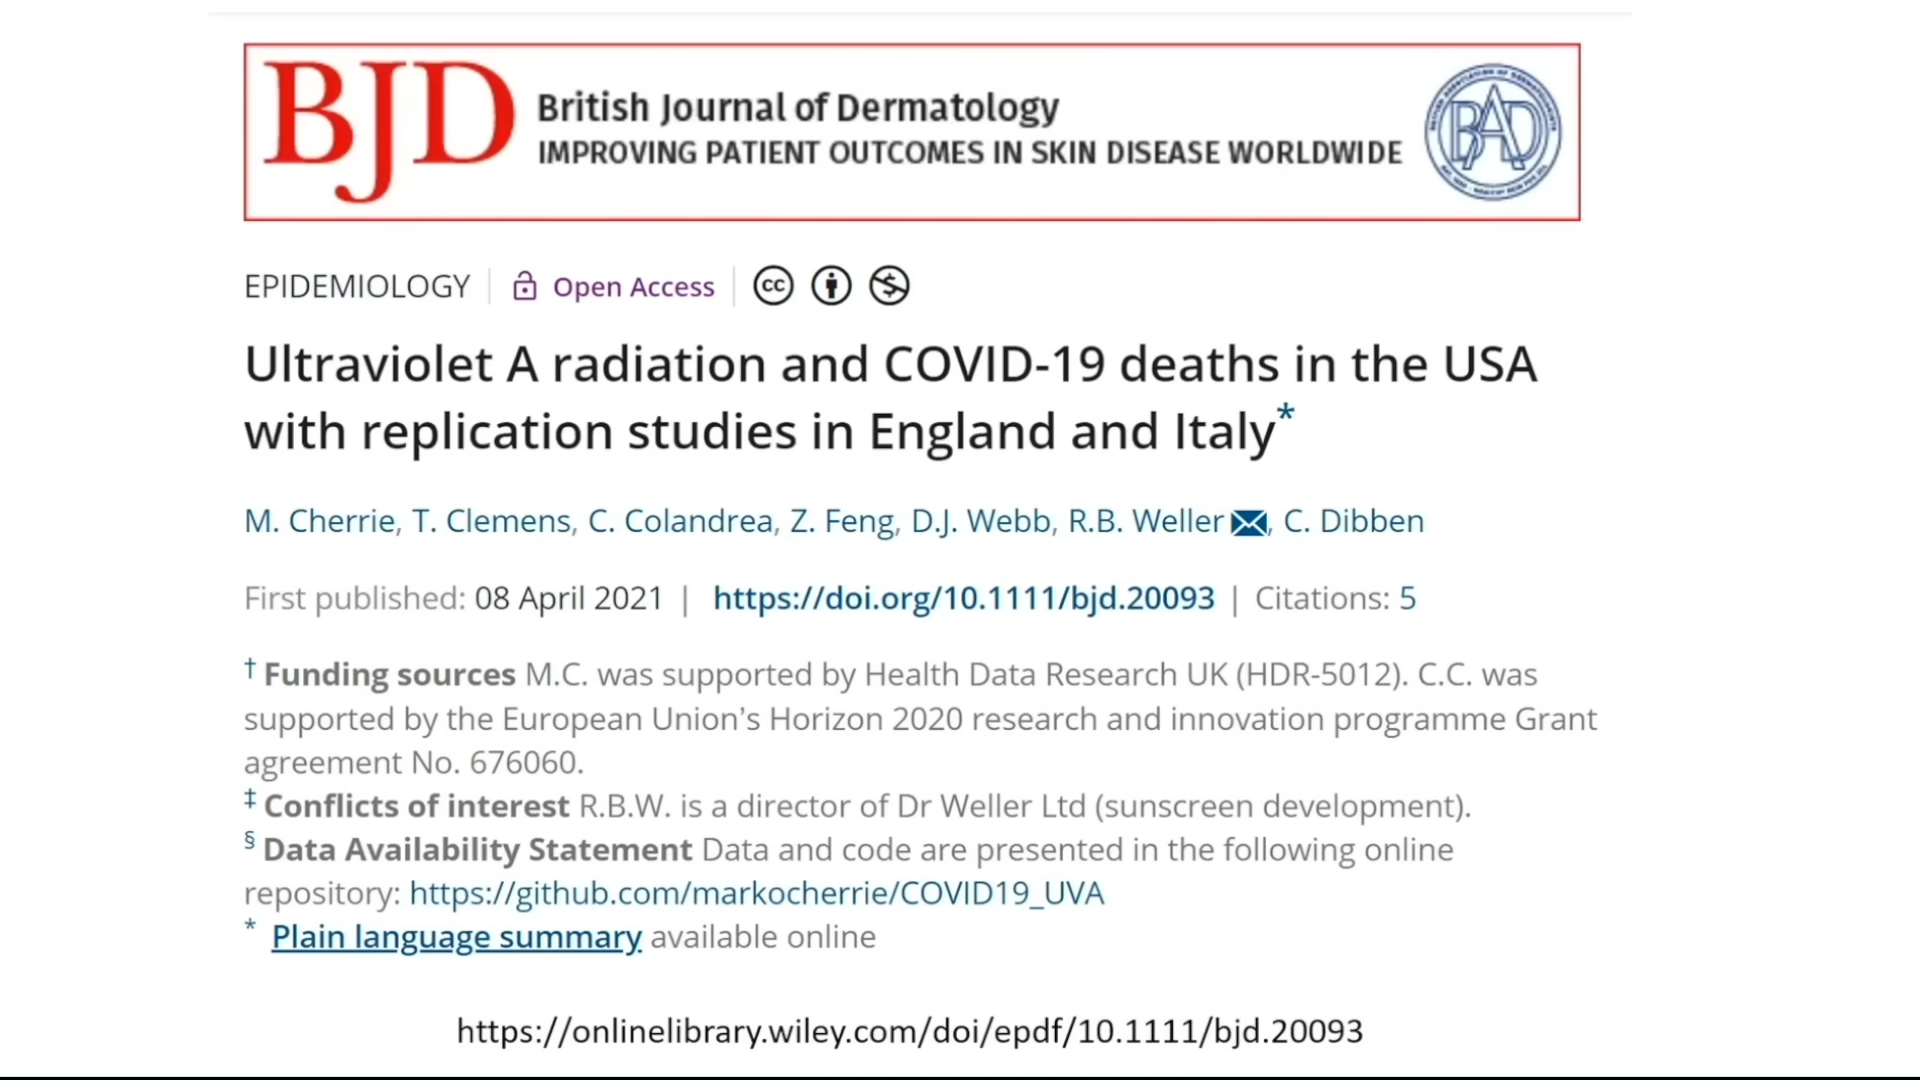 BJD
British Journal of Dermatology
IMPROVING PATIENT OUTCOMES IN SKIN DISEASE WORLDWIDE
BAD
EPIDEMIOLOGY | Open Access | cc
Ultraviolet A radiation and COVID-19 deaths in the USA
with replication studies in England and Italy*
M. Cherrie, T. Clemens, C. Colandrea, Z. Feng, D.J. Webb, R.B. Weller, C. Dibben
First published: 08 April 2021 | https://doi.org/10.1111/bjd.20093 | Citations: 5
† Funding sources M.C. was supported by Health Data Research UK (HDR-5012). C.C. was
supported by the European Union’s Horizon 2020 research and innovation programme Grant
agreement No. 676060.
‡ Conflicts of interest R.B.W. is a director of Dr Weller Ltd (sunscreen development).
§ Data Availability Statement Data and code are presented in the following online
repository: https://github.com/markocherrie/COVID19_UVA
* Plain language summary available online
https://onlinelibrary.wiley.com/doi/epdf/10.1111/bjd.20093